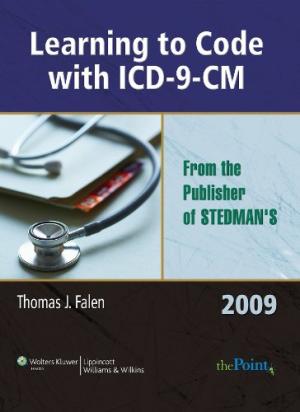 Learning to Code
with ICD-9-CM
From the
Publisher
of STEDMAN'S
Thomas J. Falen
2009
Wolters Kluwer
Health
Lippincott
Williams & Wilkins
thePoint